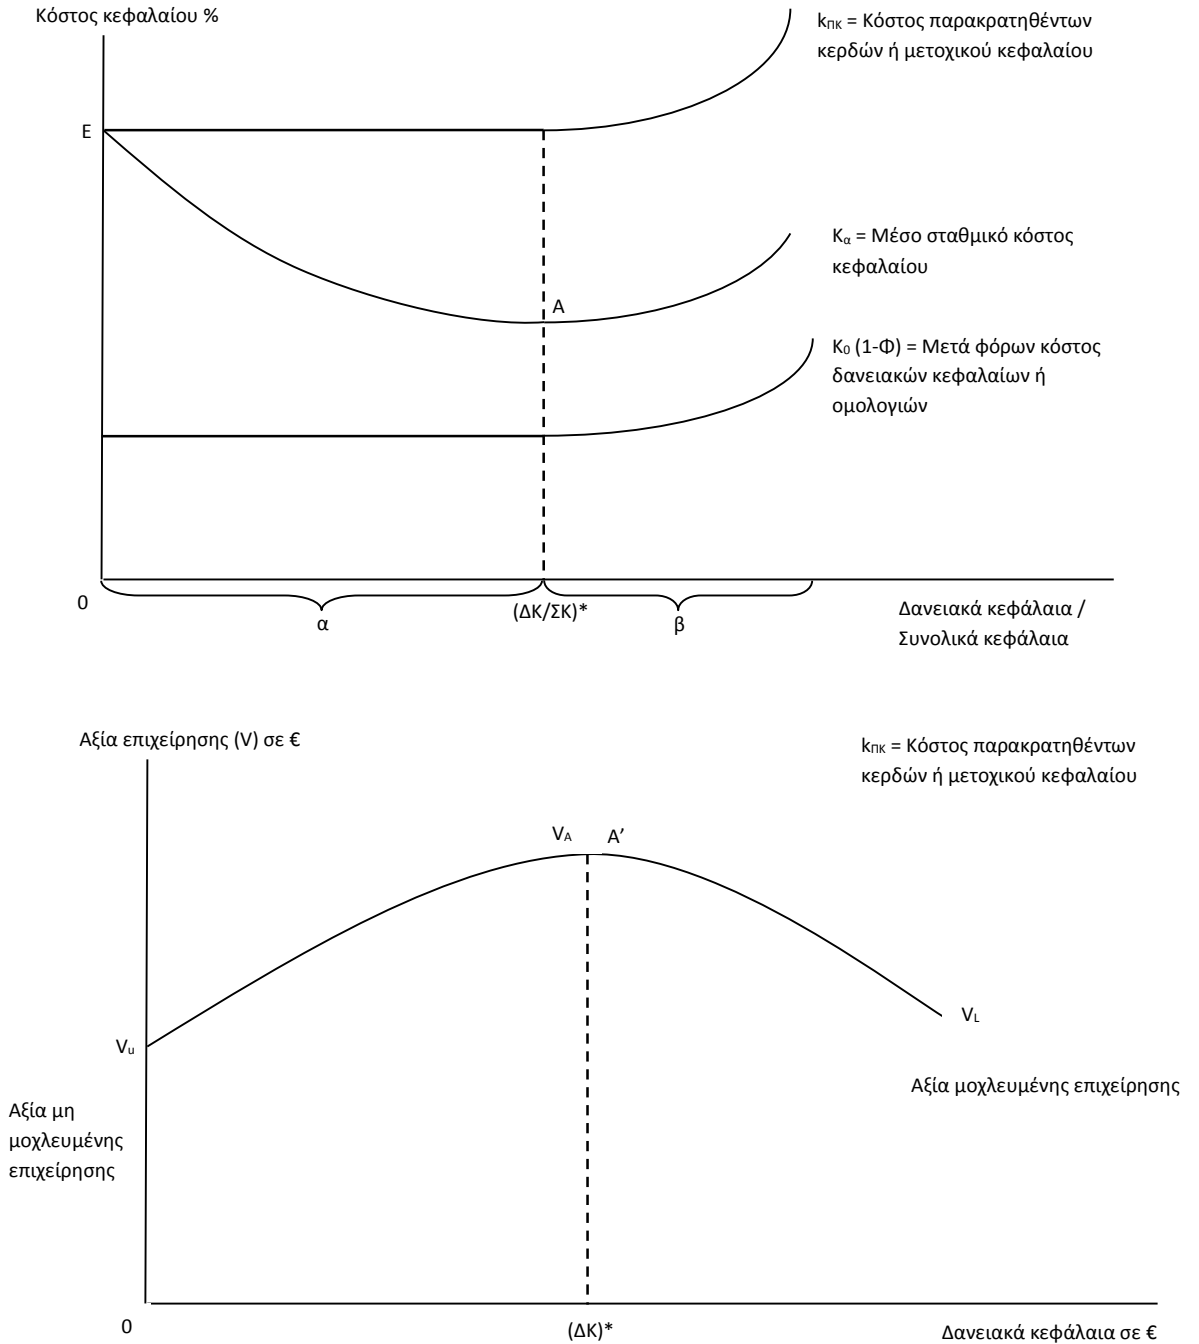 Κόστος κεφαλαίου %
kΠΚ = Κόστος παρακρατηθέντων
κερδών ή μετοχικού κεφαλαίου
Ε
Κα = Μέσο σταθμικό κόστος
κεφαλαίου
Α
Κ0 (1-Φ) = Μετά φόρων κόστος
δανειακών κεφαλαίων ή
ομολογιών
0
α
(ΔΚ/ΣΚ)*
β
Δανειακά κεφάλαια /
Συνολικά κεφάλαια
Αξία επιχείρησης (V) σε €
kΠΚ = Κόστος παρακρατηθέντων
κερδών ή μετοχικού κεφαλαίου
VA
Α’
Vu
VL
Αξία μοχλευμένης επιχείρησης
Αξία μη
μοχλευμένης
επιχείρησης
0
(ΔΚ)*
Δανειακά κεφάλαια σε €